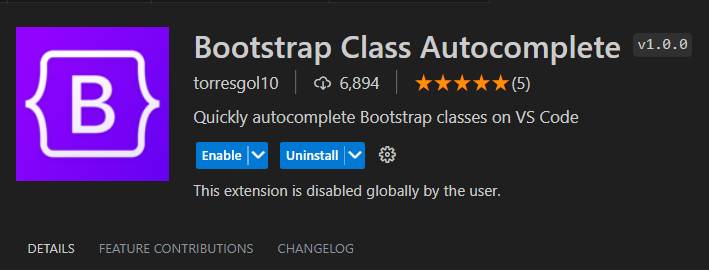 B
Bootstrap Class Autocomplete v1.0.0
torresgol10 6,894 (5)
Quickly autocomplete Bootstrap classes on VS Code
Enable Uninstall
This extension is disabled globally by the user.
DETAILS FEATURE CONTRIBUTIONS CHANGELOG